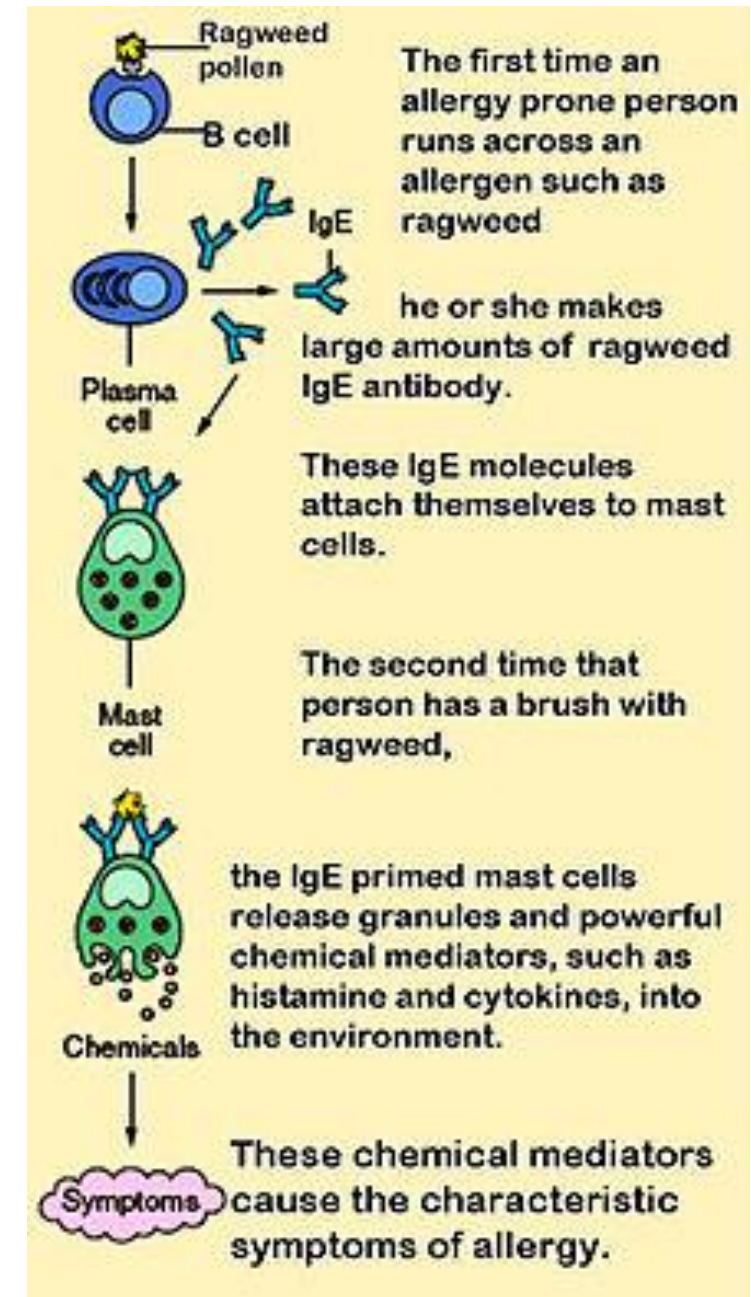 Ragweed
pollen
B cell
The first time an
allergy prone person
runs across an
allergen such as
ragweed
IgE
he or she makes
large amounts of ragweed
IgE antibody.
Plasma
cell
These IgE molecules
attach themselves to mast
cells.
Mast
cell
The second time that
person has a brush with
ragweed,
the IgE primed mast cells
release granules and powerful
chemical mediators, such as
histamine and cytokines, into
the environment.
Chemicals
Symptoms
These chemical mediators
cause the characteristic
symptoms of allergy.